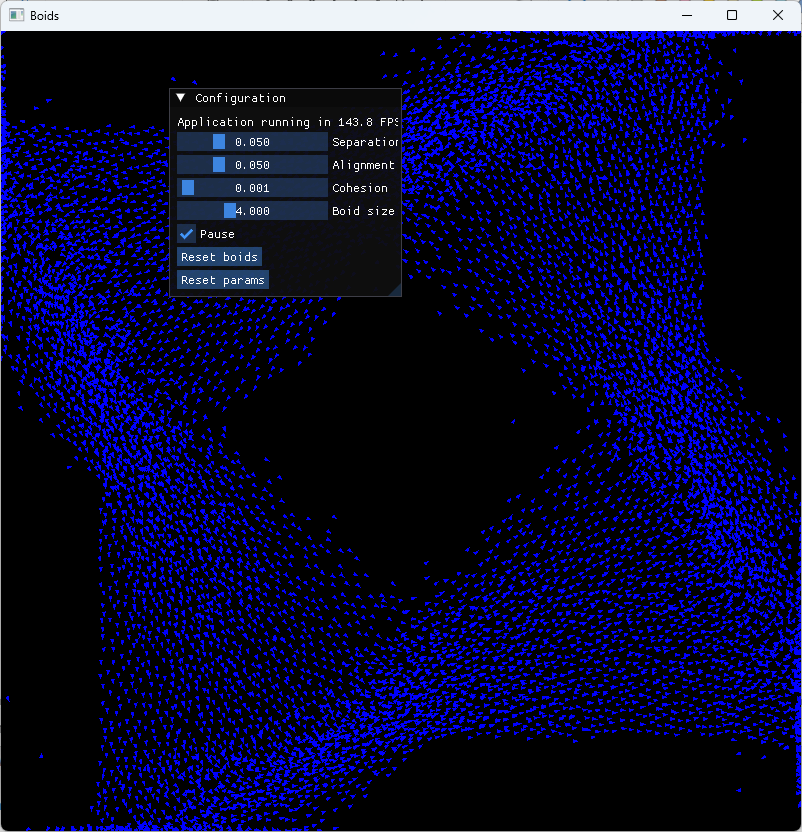 Boids
Configuration
Application running in 143.8 FPS
0.050 Separation
0.050 Alignment
0.001 Cohesion
4.000 Boid size
Pause
Reset boids
Reset params